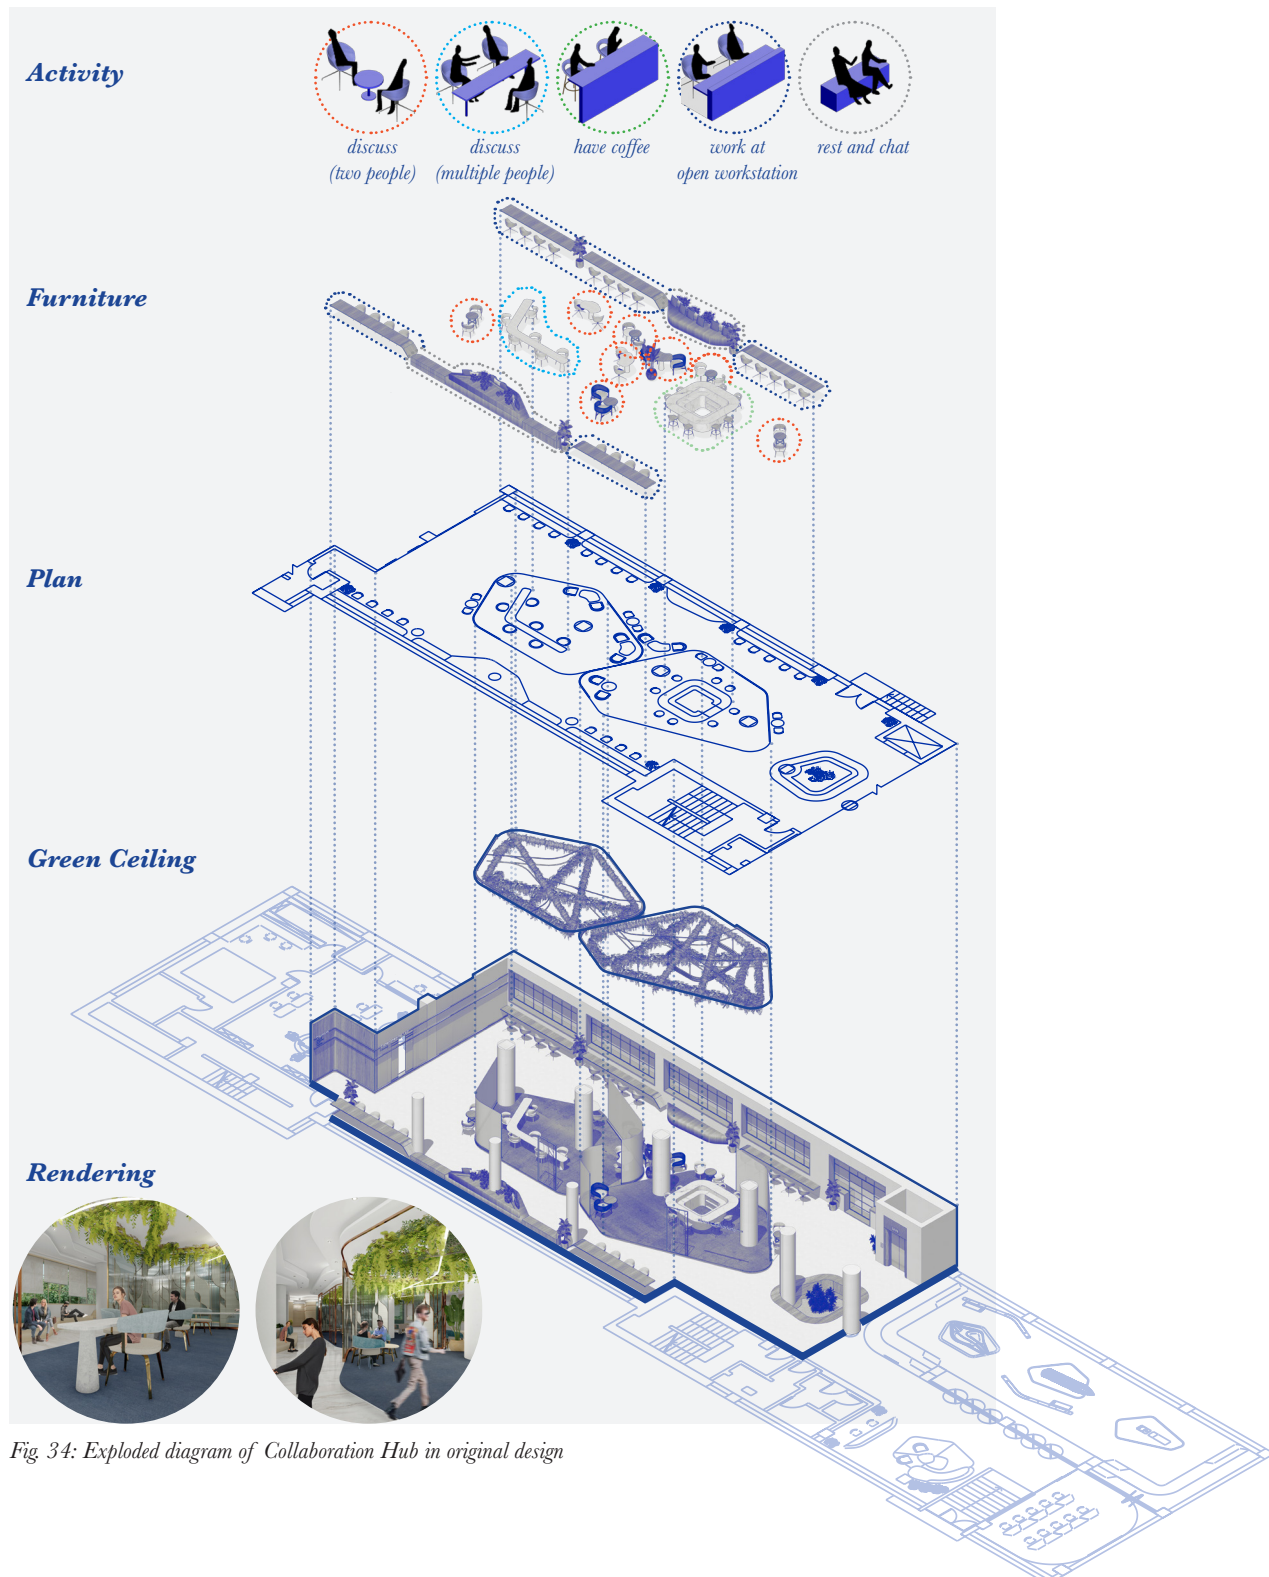 Activity
discuss
(two people)
discuss
(multiple people)
have coffee
work at
open workstation
rest and chat
Furniture
Plan
Green Ceiling
Rendering
Fig. 34: Exploded diagram of Collaboration Hub in original design